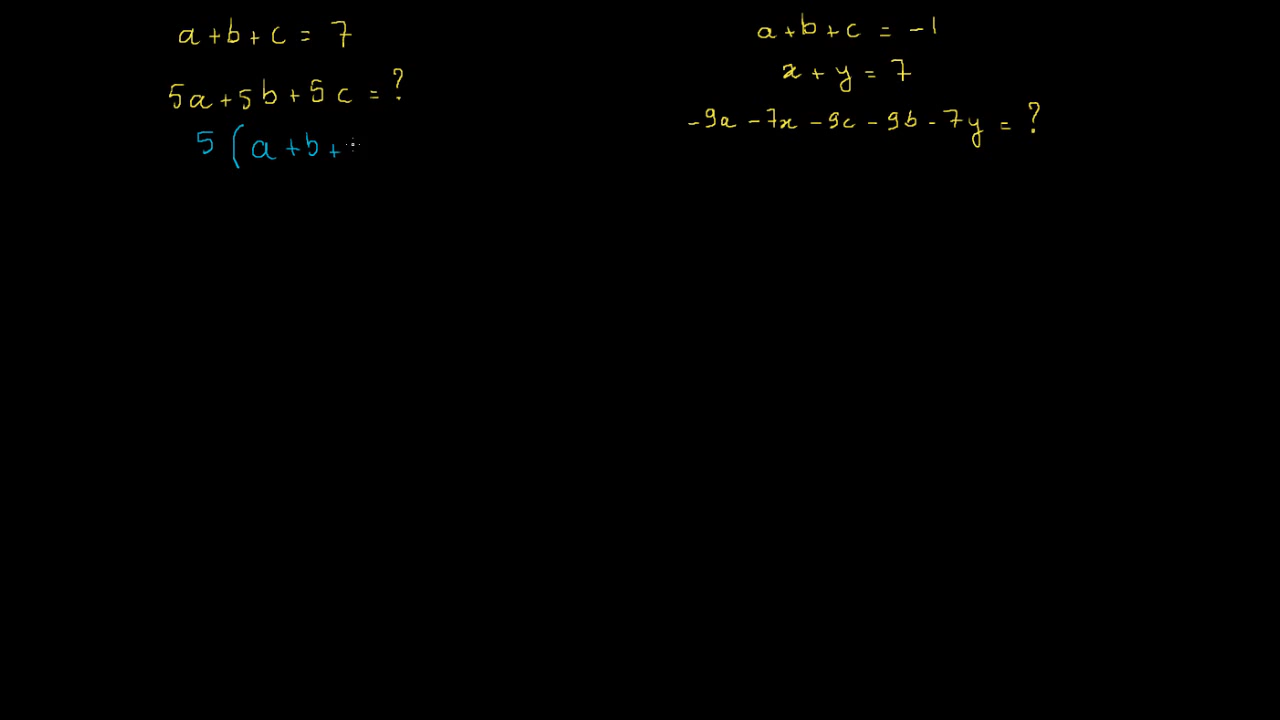 a+b+c = 7
5a+5b+5c = ?
5(a+b+
a+b+c = -1
x+y = 7
-9a -7x -9c -9b -7y = ?